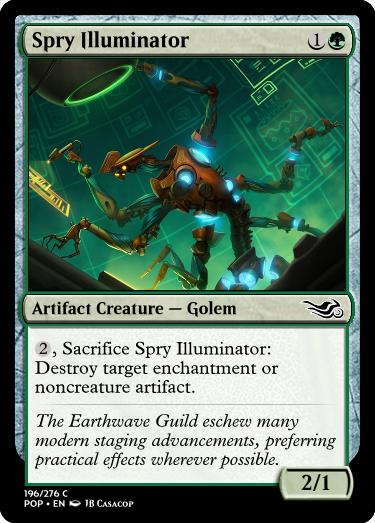 Spry Illuminator 1
Artifact Creature — Golem
2, Sacrifice Spry Illuminator:
Destroy target enchantment or
noncreature artifact.
The Earthwave Guild eschew many
modern staging advancements, preferring
practical effects wherever possible.
2/1
196/276 C
POP • EN JB Casacop